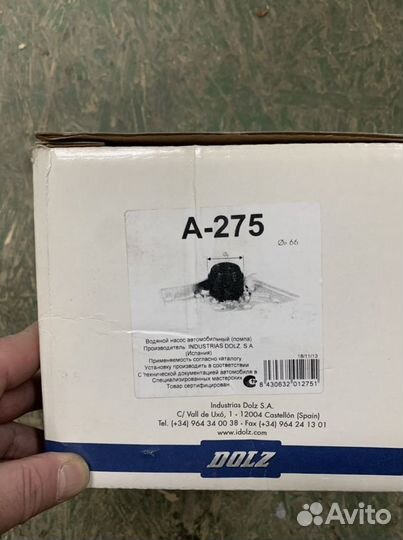 A-275
Øₚ 66
Водяной насос автомобильный (помпа)
Производитель: INDUSTRIAS DOLZ, S.A.
(Испания)
Применяемость согласно каталогу
Установку производить в соответствии
С технической документацией автомобиля в
Специализированных мастерских
Товар сертифицирован.
18/11/13
8 430632 012751
Industrias Dolz S.A.
C/ Vall de Uxó, 1 - 12004 Castellón (Spain)
Tel. (+34) 964 34 00 38 - Fax (+34) 964 24 13 01
www.idolz.com
DOLZ
Avito